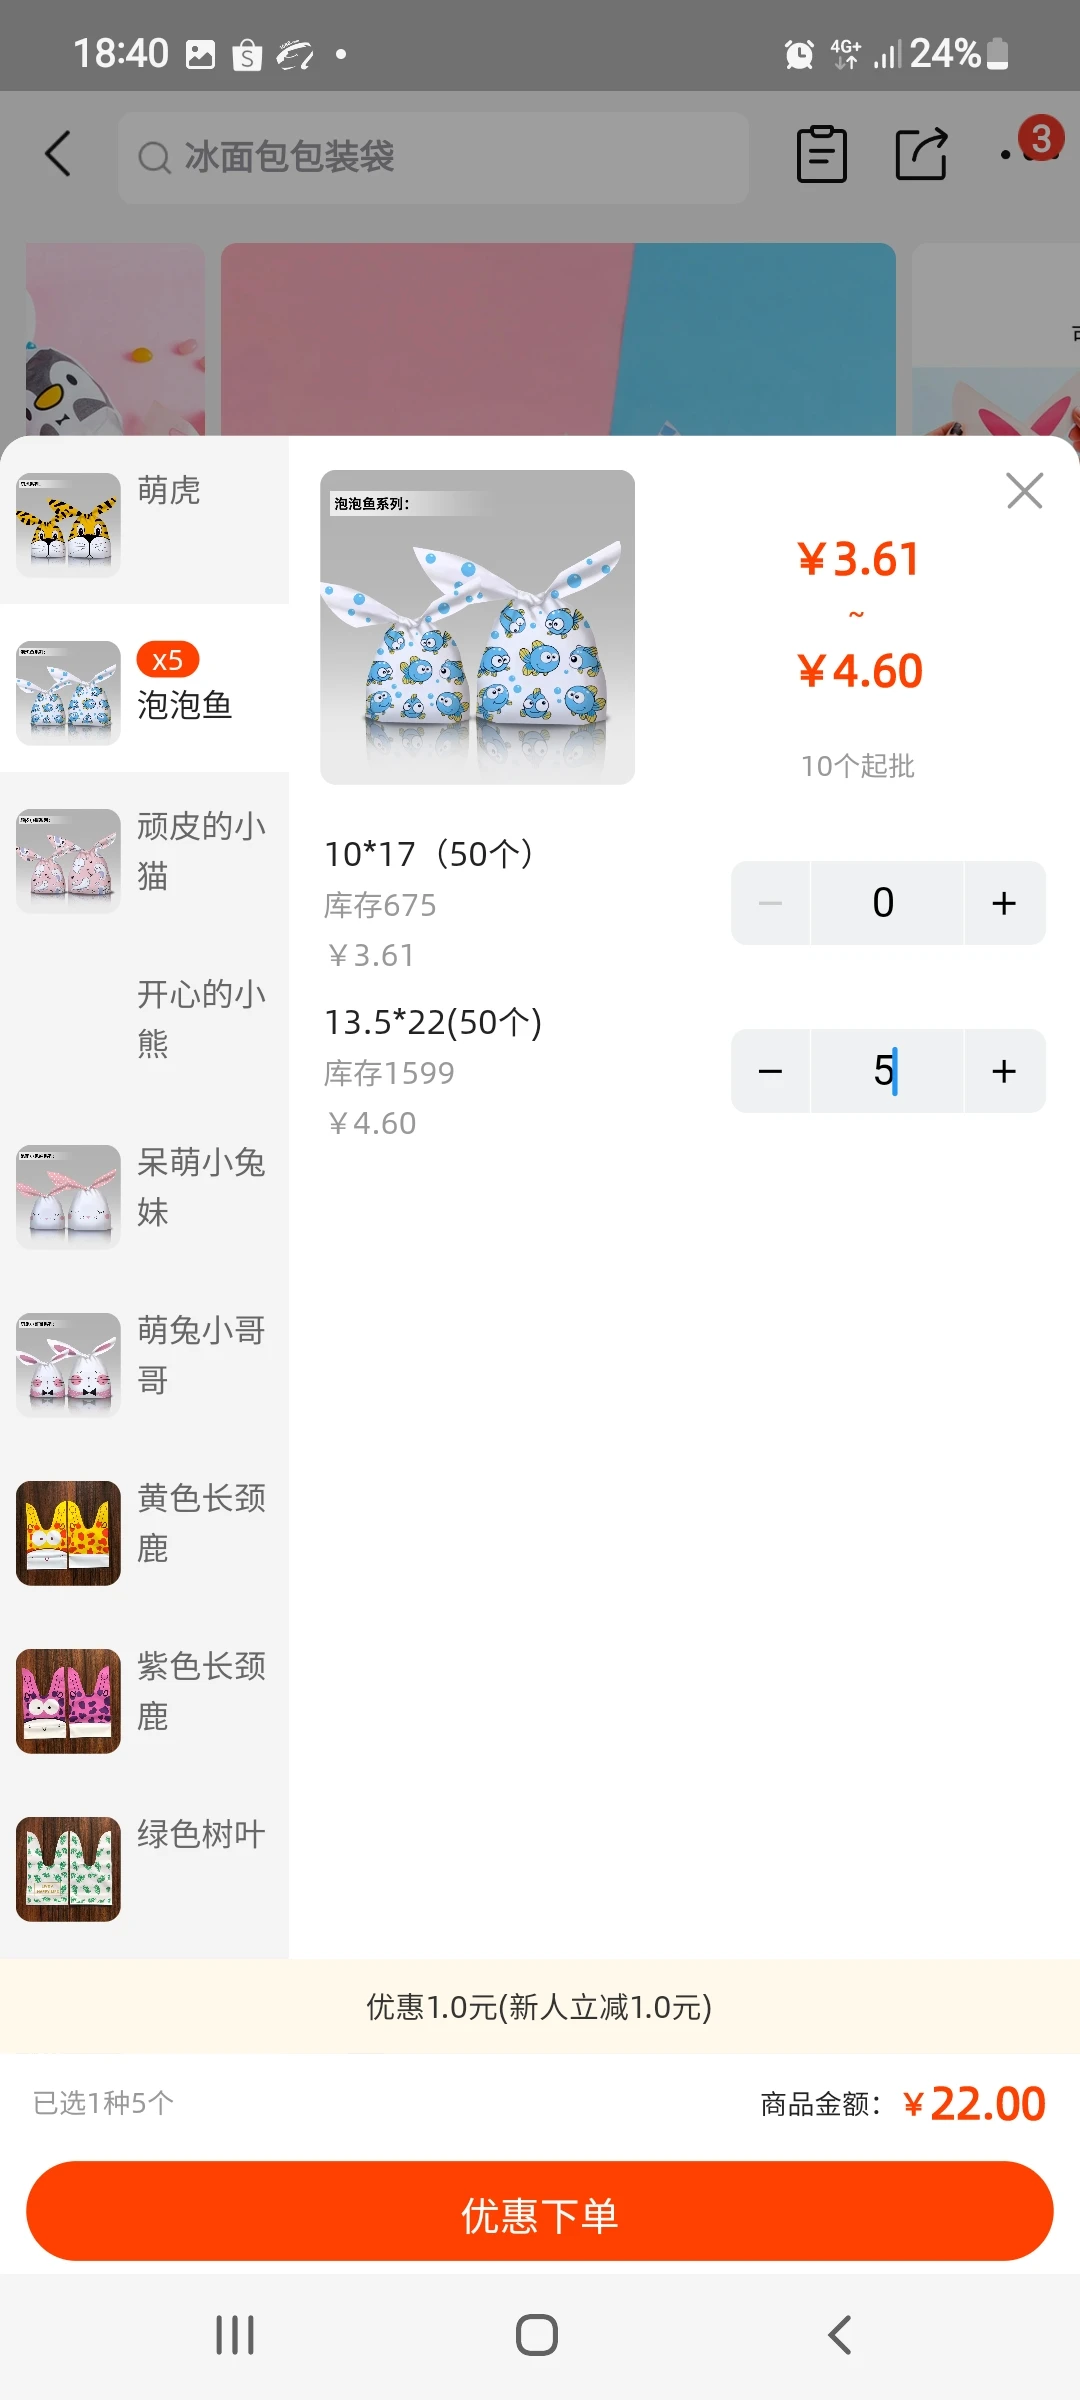 18:40
4G+
24%
冰面包包装袋
3
萌虎
x5
泡泡鱼
顽皮的小
猫
开心的小
熊
呆萌小兔
妹
萌兔小哥
哥
黄色长颈
鹿
紫色长颈
鹿
绿色树叶
泡泡鱼系列：
￥3.61
~
￥4.60
10个起批
10*17（50个）
库存675
￥3.61
0
13.5*22(50个)
库存1599
￥4.60
5
优惠1.0元(新人立减1.0元)
已选1种5个
商品金额：￥22.00
优惠下单